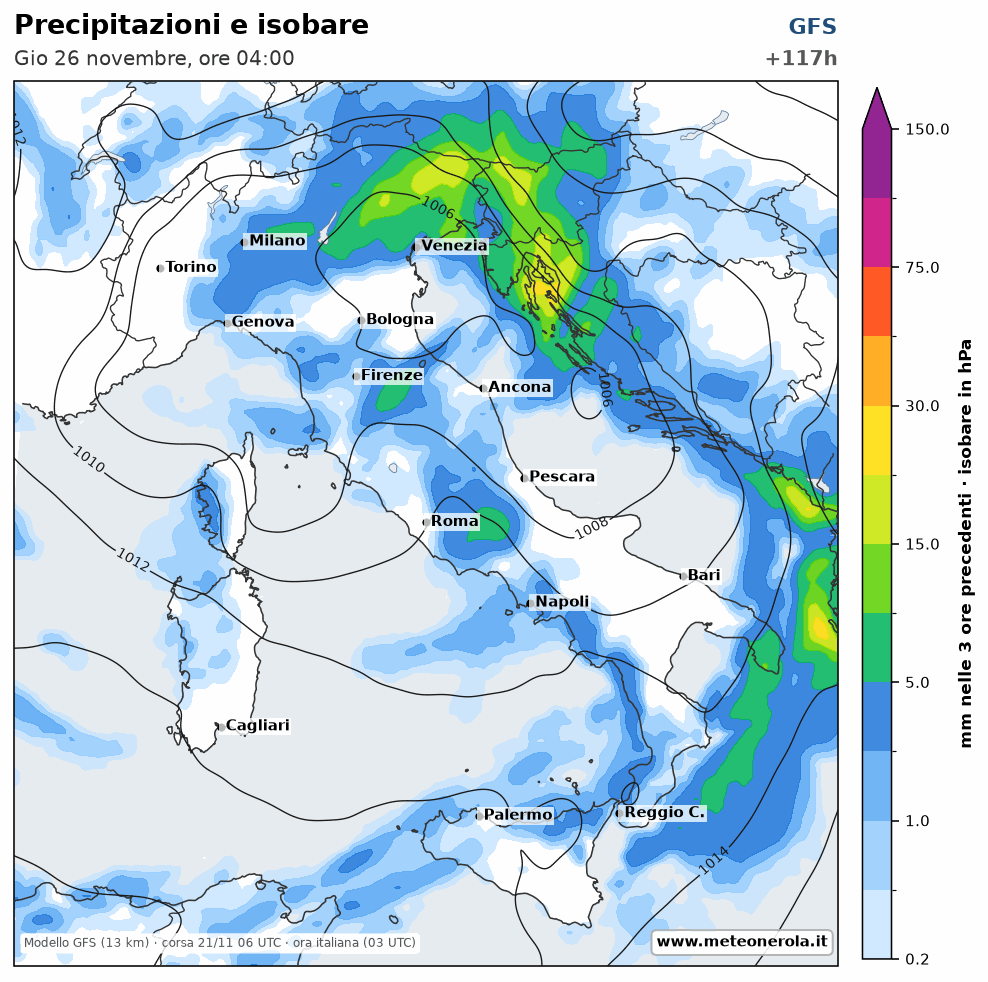 Precipitazioni e isobare
GFS
Gio 26 novembre, ore 04:00
+117h
150.0
75.0
30.0
15.0
5.0
1.0
0.2
mm nelle 3 ore precedenti · isobare in hPa
1012
1006
Milano
Venezia
Torino
Genova
Bologna
Firenze
Ancona
1006
1010
Pescara
Roma
1008
1012
Bari
Napoli
Cagliari
Palermo
Reggio C.
1014
Modello GFS (13 km) · corsa 21/11 06 UTC · ora italiana (03 UTC)
www.meteonerola.it